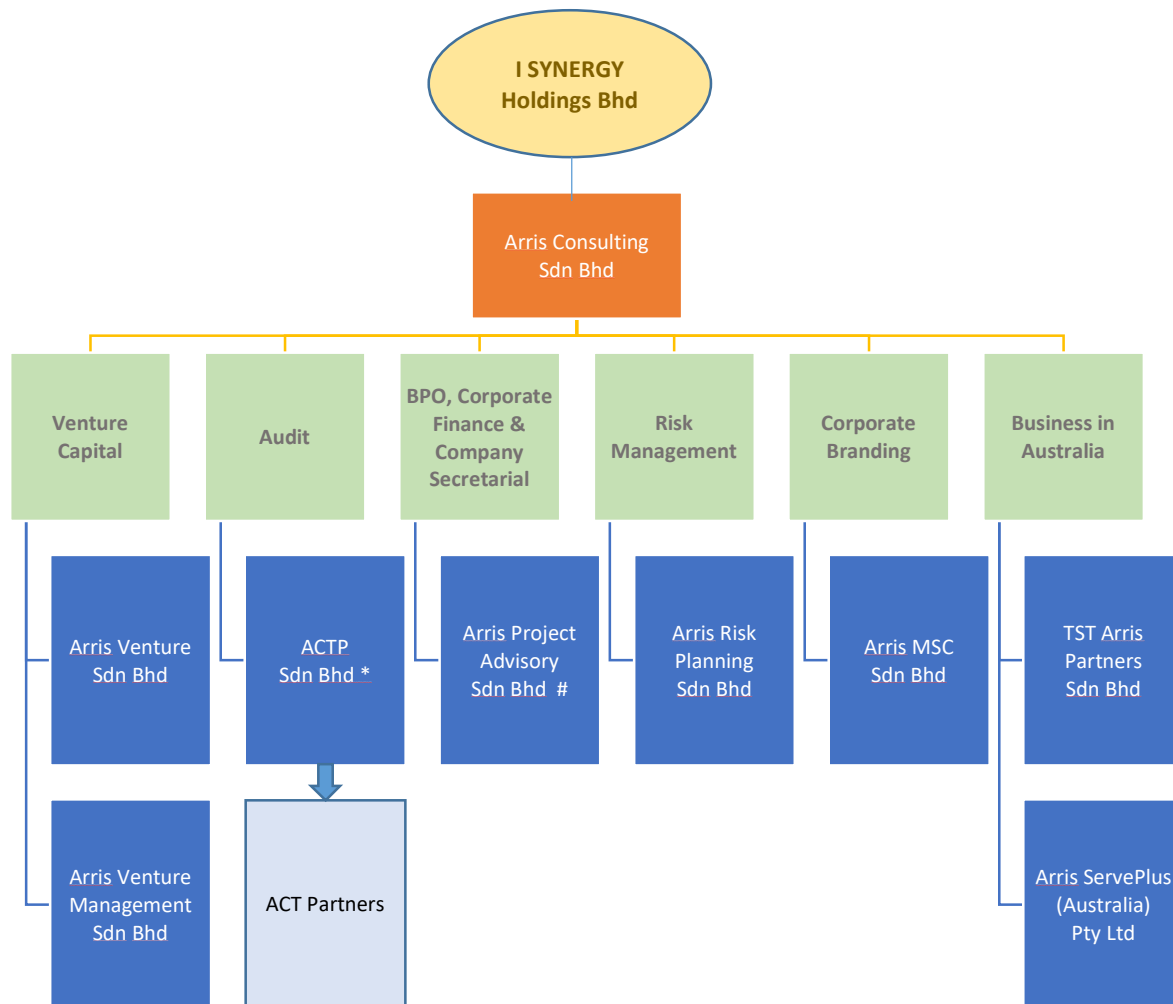 I SYNERGY
Holdings Bhd
Arris Consulting
Sdn Bhd
Venture
Capital
Audit
BPO, Corporate
Finance &
Company
Secretarial
Risk
Management
Corporate
Branding
Business in
Australia
Arris Venture
Sdn Bhd
ACTP
Sdn Bhd *
Arris Project
Advisory
Sdn Bhd #
Arris Risk
Planning
Sdn Bhd
Arris MSC
Sdn Bhd
TST Arris
Partners
Sdn Bhd
Arris Venture
Management
Sdn Bhd
ACT Partners
Arris ServePlus
(Australia)
Pty Ltd